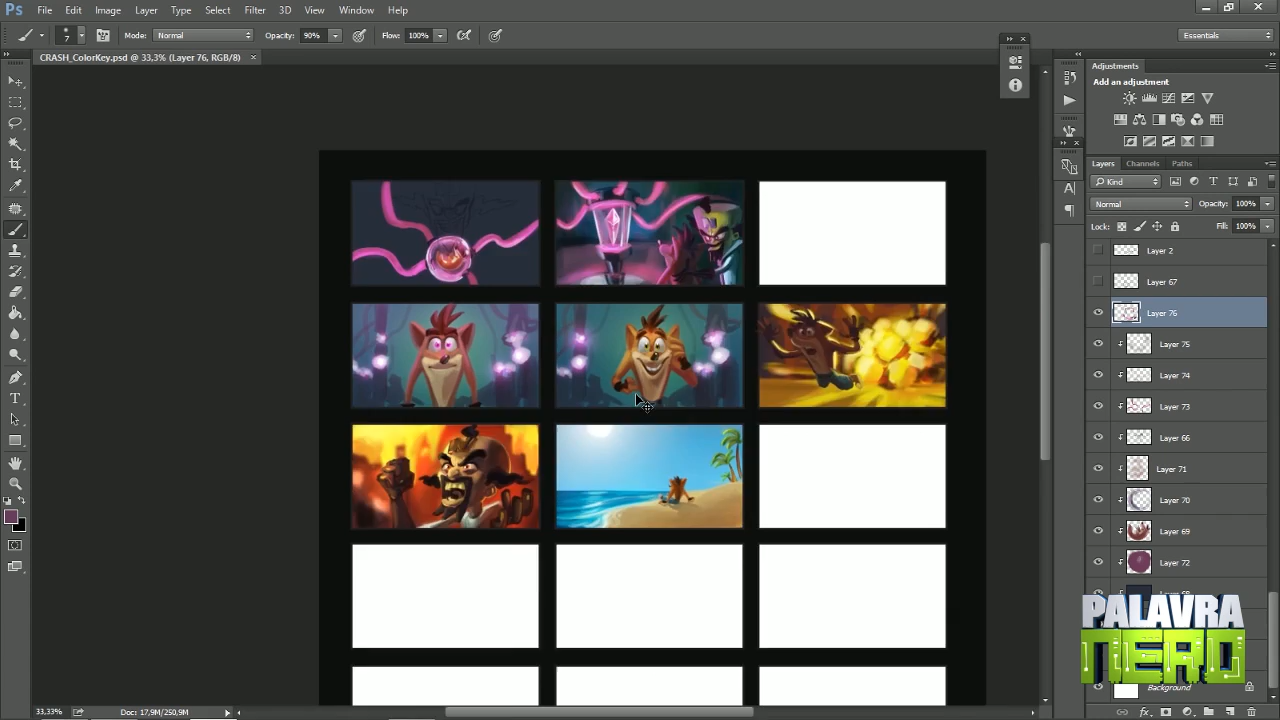 Ps File Edit Image Layer Type Select Filter 3D View Window Help
7 Mode: Normal Opacity: 90% Flow: 100% Essentials
CRASH_ColorKey.psd @ 33,3% (Layer 76, RGB/8) ×
Adjustments
Add an adjustment
Layers Channels Paths
Kind
Normal Opacity: 100%
Lock: Fill: 100%
Layer 2
Layer 67
Layer 76
Layer 75
Layer 74
Layer 73
Layer 66
Layer 71
Layer 70
Layer 69
Layer 72
PALAVRA
NERD
Background
33,33% Doc: 17,9M/250,9M